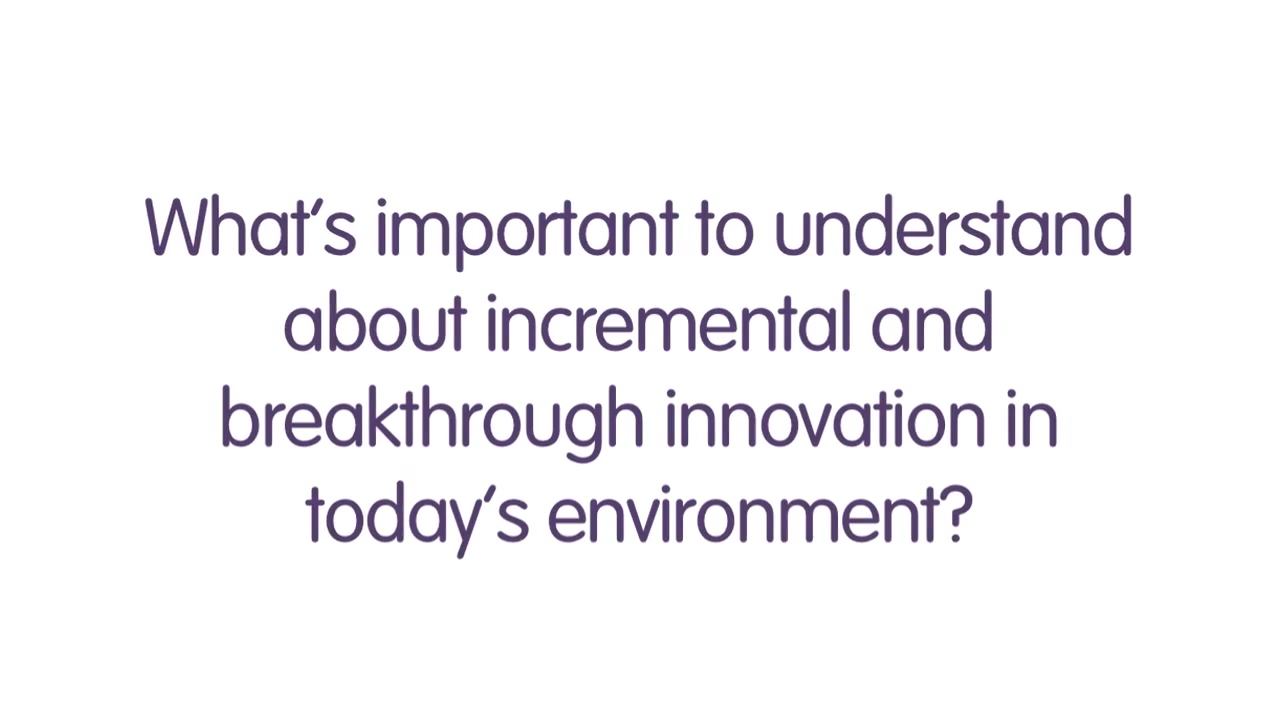 What's important to understand
about incremental and
breakthrough innovation in
today's environment?